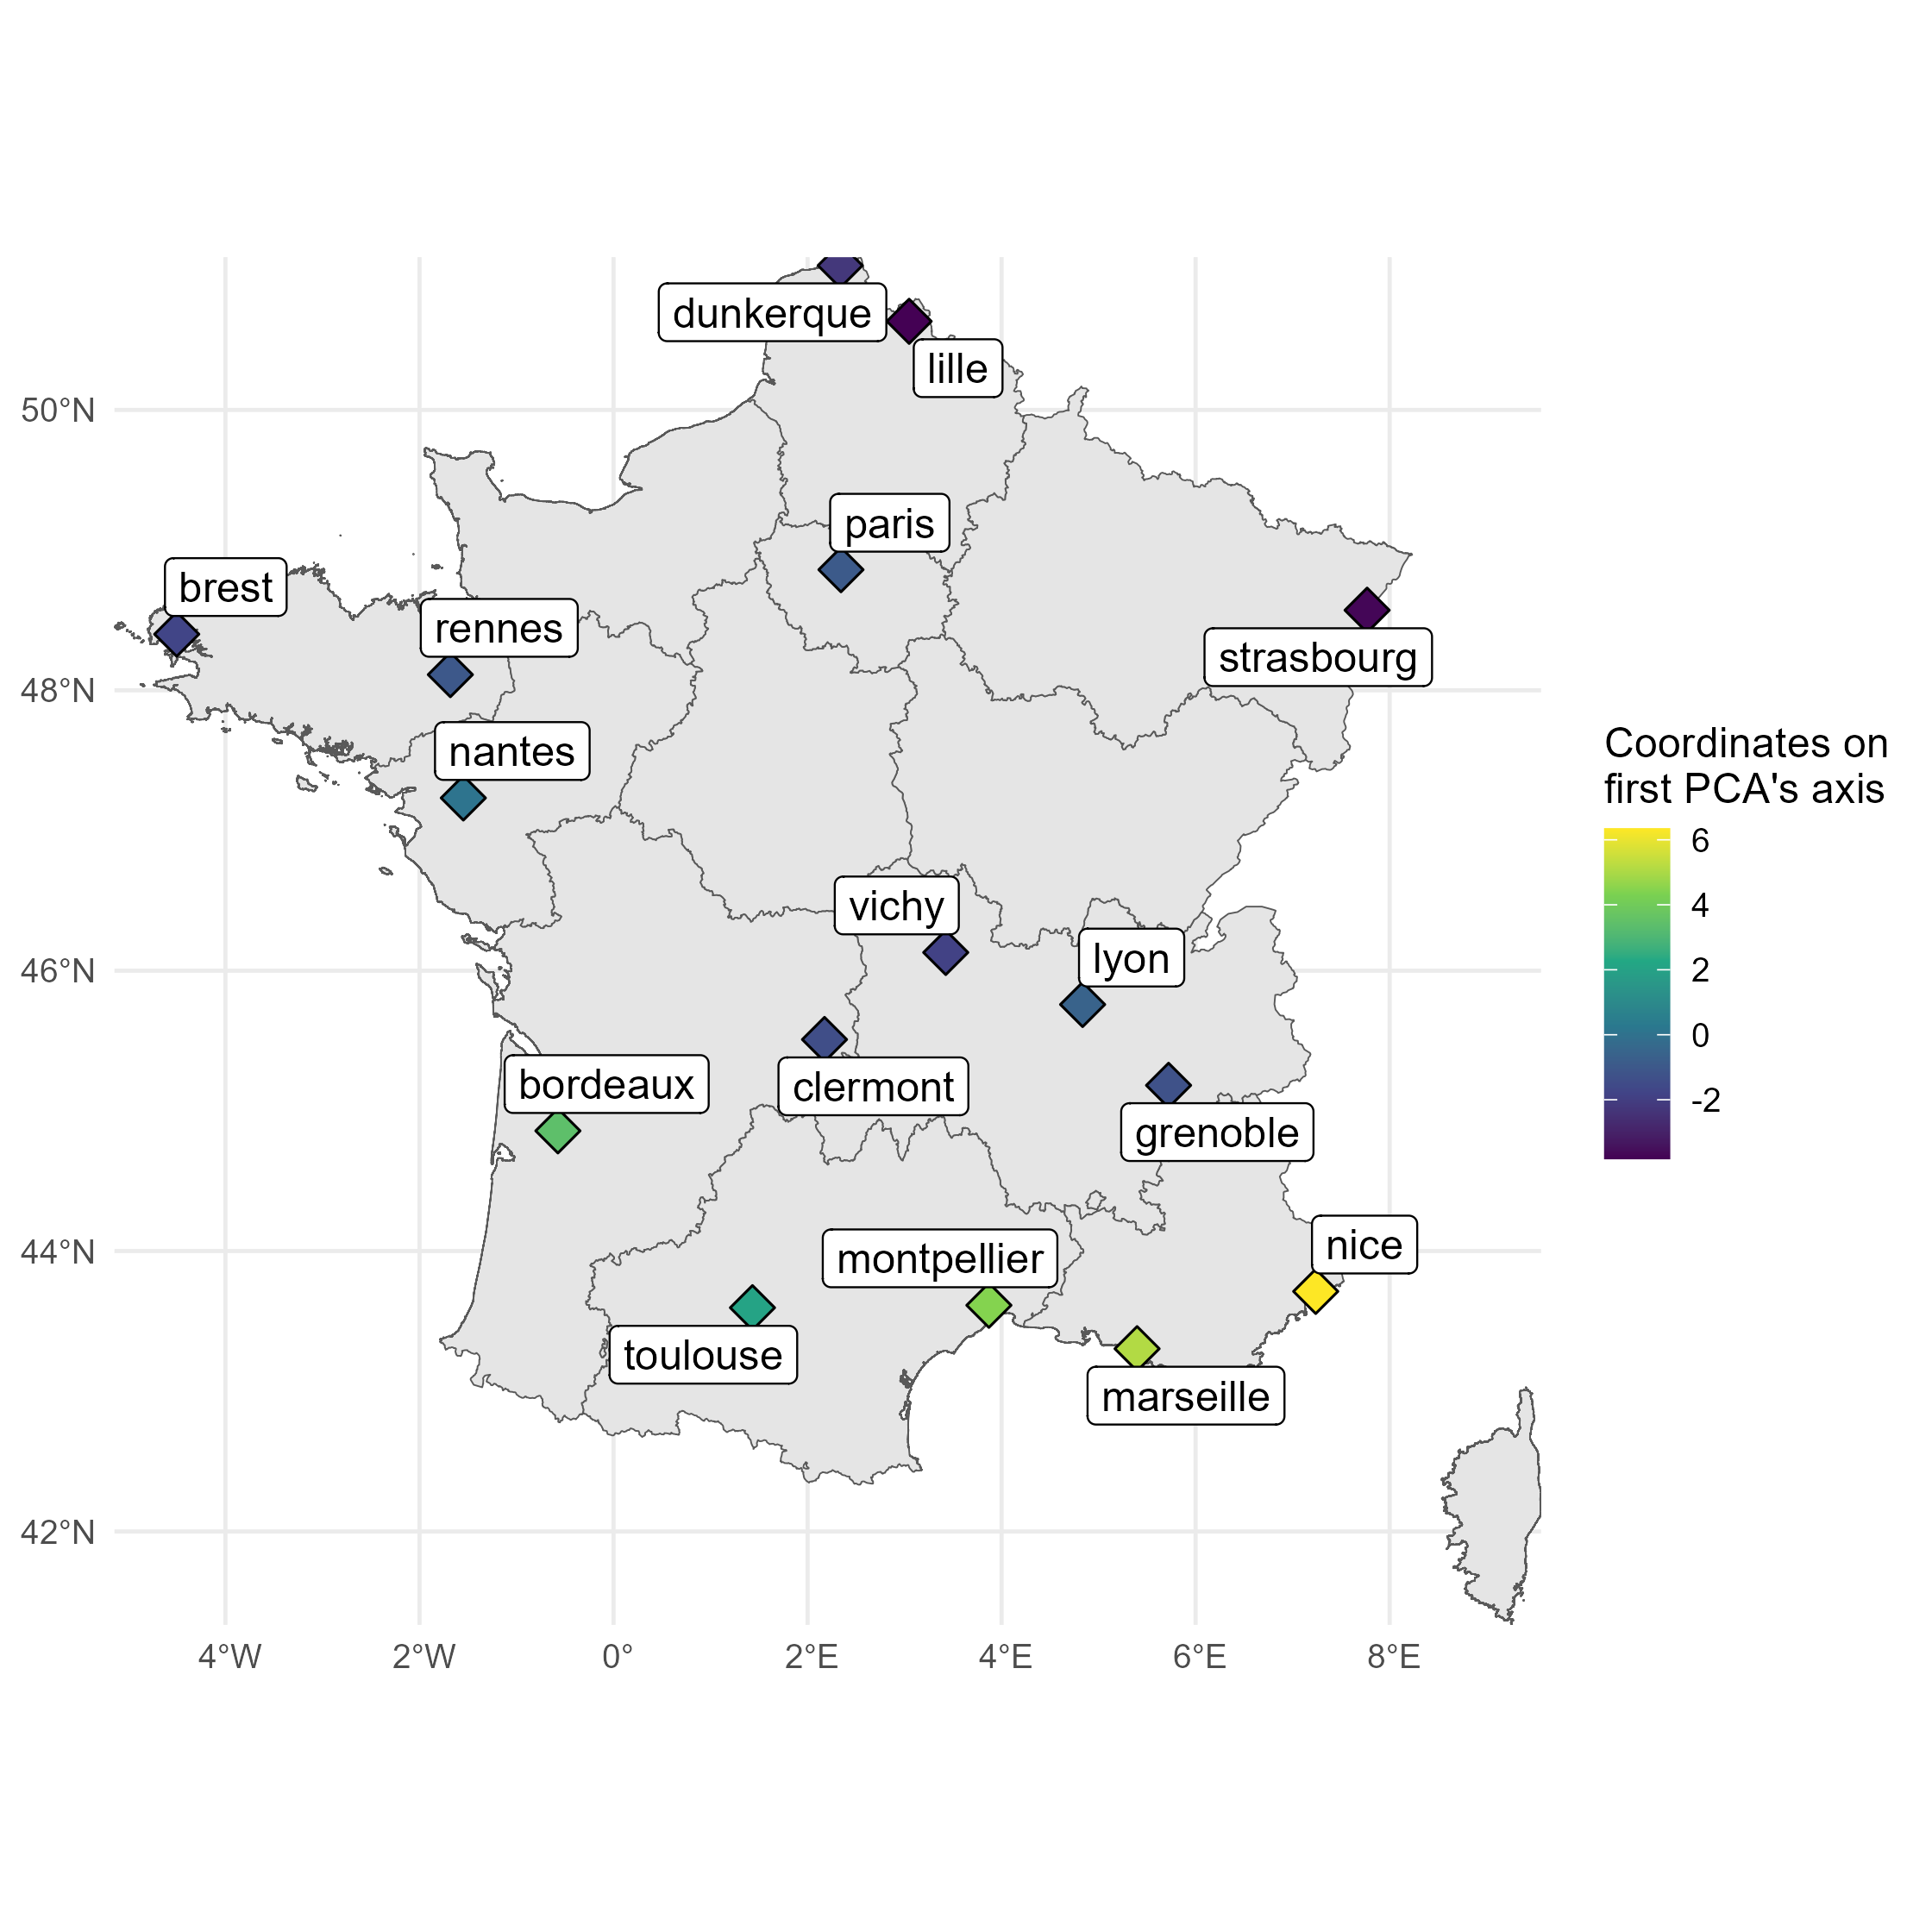 dunkerque
lille
50°N
paris
brest
rennes
strasbourg
48°N
nantes
Coordinates on
first PCA's axis
6
4
2
0
-2
vichy
lyon
46°N
bordeaux
clermont
grenoble
montpellier
nice
44°N
toulouse
marseille
42°N
4°W 2°W 0° 2°E 4°E 6°E 8°E